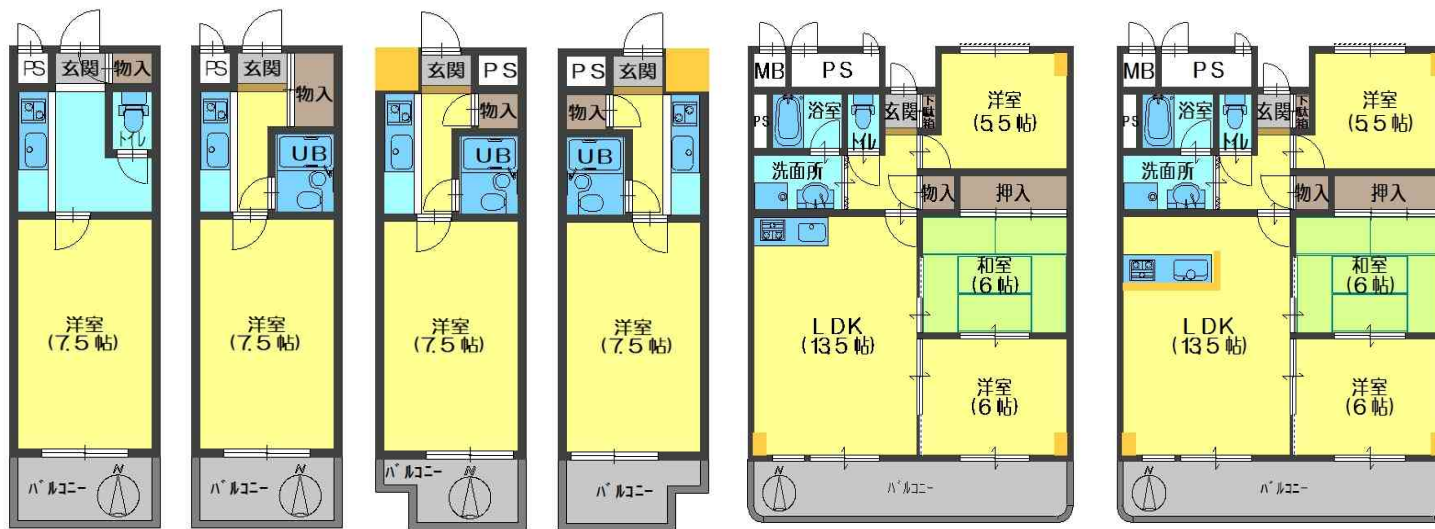 PS
玄関
物入
トイレ
洋室
(7.5帖)
バルコニー
N
PS
玄関
物入
UB
洋室
(7.5帖)
バルコニー
N
玄関
PS
物入
UB
洋室
(7.5帖)
バルコニー
N
PS
玄関
物入
UB
洋室
(7.5帖)
バルコニー
MB
PS
PS
浴室
トイレ
玄関
下駄箱
洋室
(5.5帖)
洗面所
物入
押入
和室
(6帖)
LDK
(13.5帖)
洋室
(6帖)
N
バルコニー
MB
PS
PS
浴室
トイレ
玄関
下駄箱
洋室
(5.5帖)
洗面所
物入
押入
和室
(6帖)
LDK
(13.5帖)
洋室
(6帖)
N
バルコニー